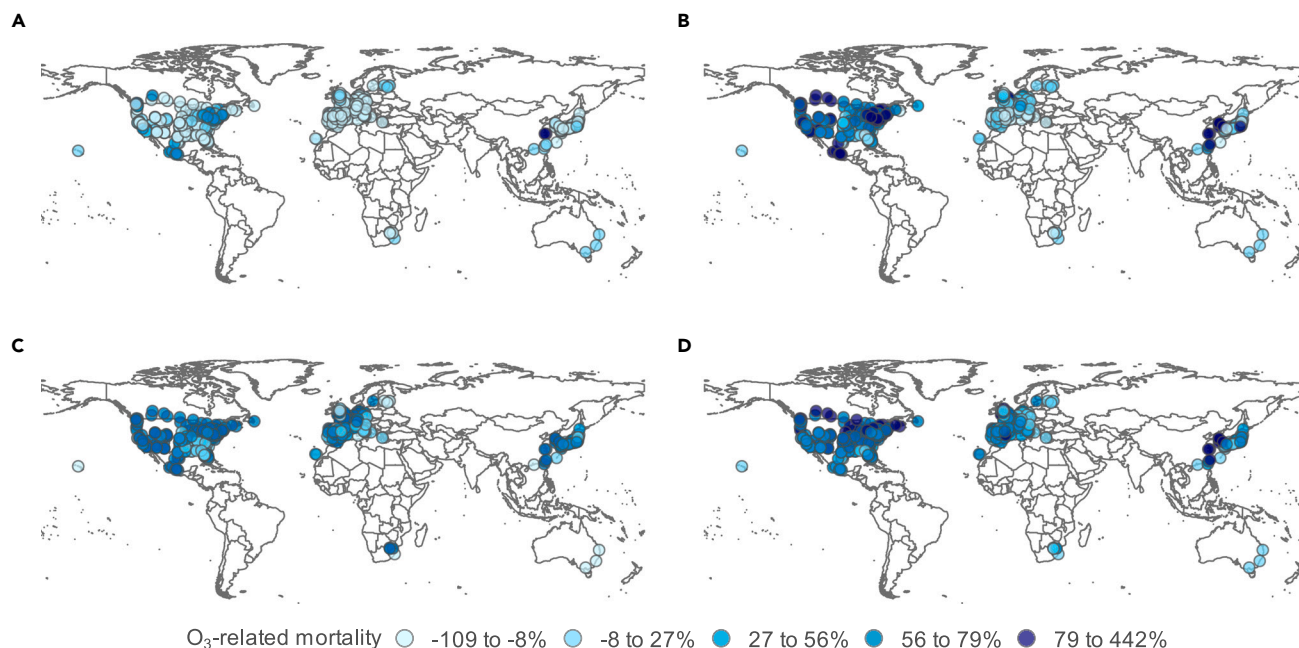 A
B
C
D
O₃-related mortality -109 to -8% -8 to 27% 27 to 56% 56 to 79% 79 to 442%